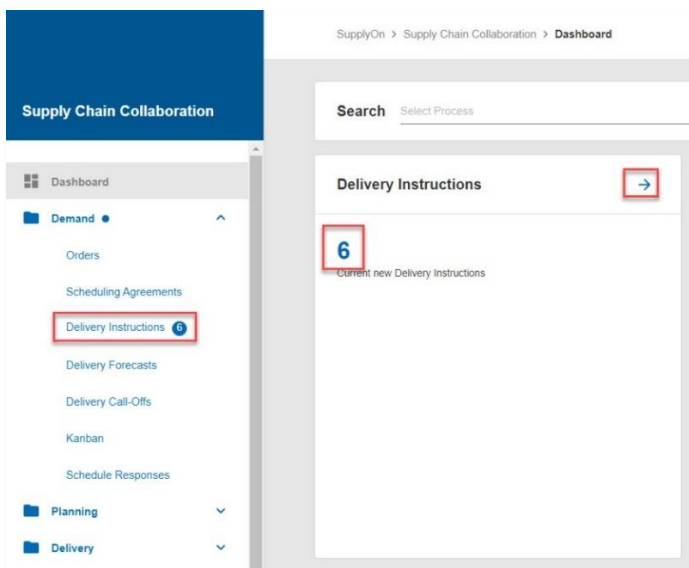 SupplyOn > Supply Chain Collaboration > Dashboard
Supply Chain Collaboration
Search Select Process
Dashboard
Demand
Orders
Scheduling Agreements
Delivery Instructions 6
Delivery Forecasts
Delivery Call-Offs
Kanban
Schedule Responses
Planning
Delivery
Delivery Instructions
6
Current new Delivery Instructions